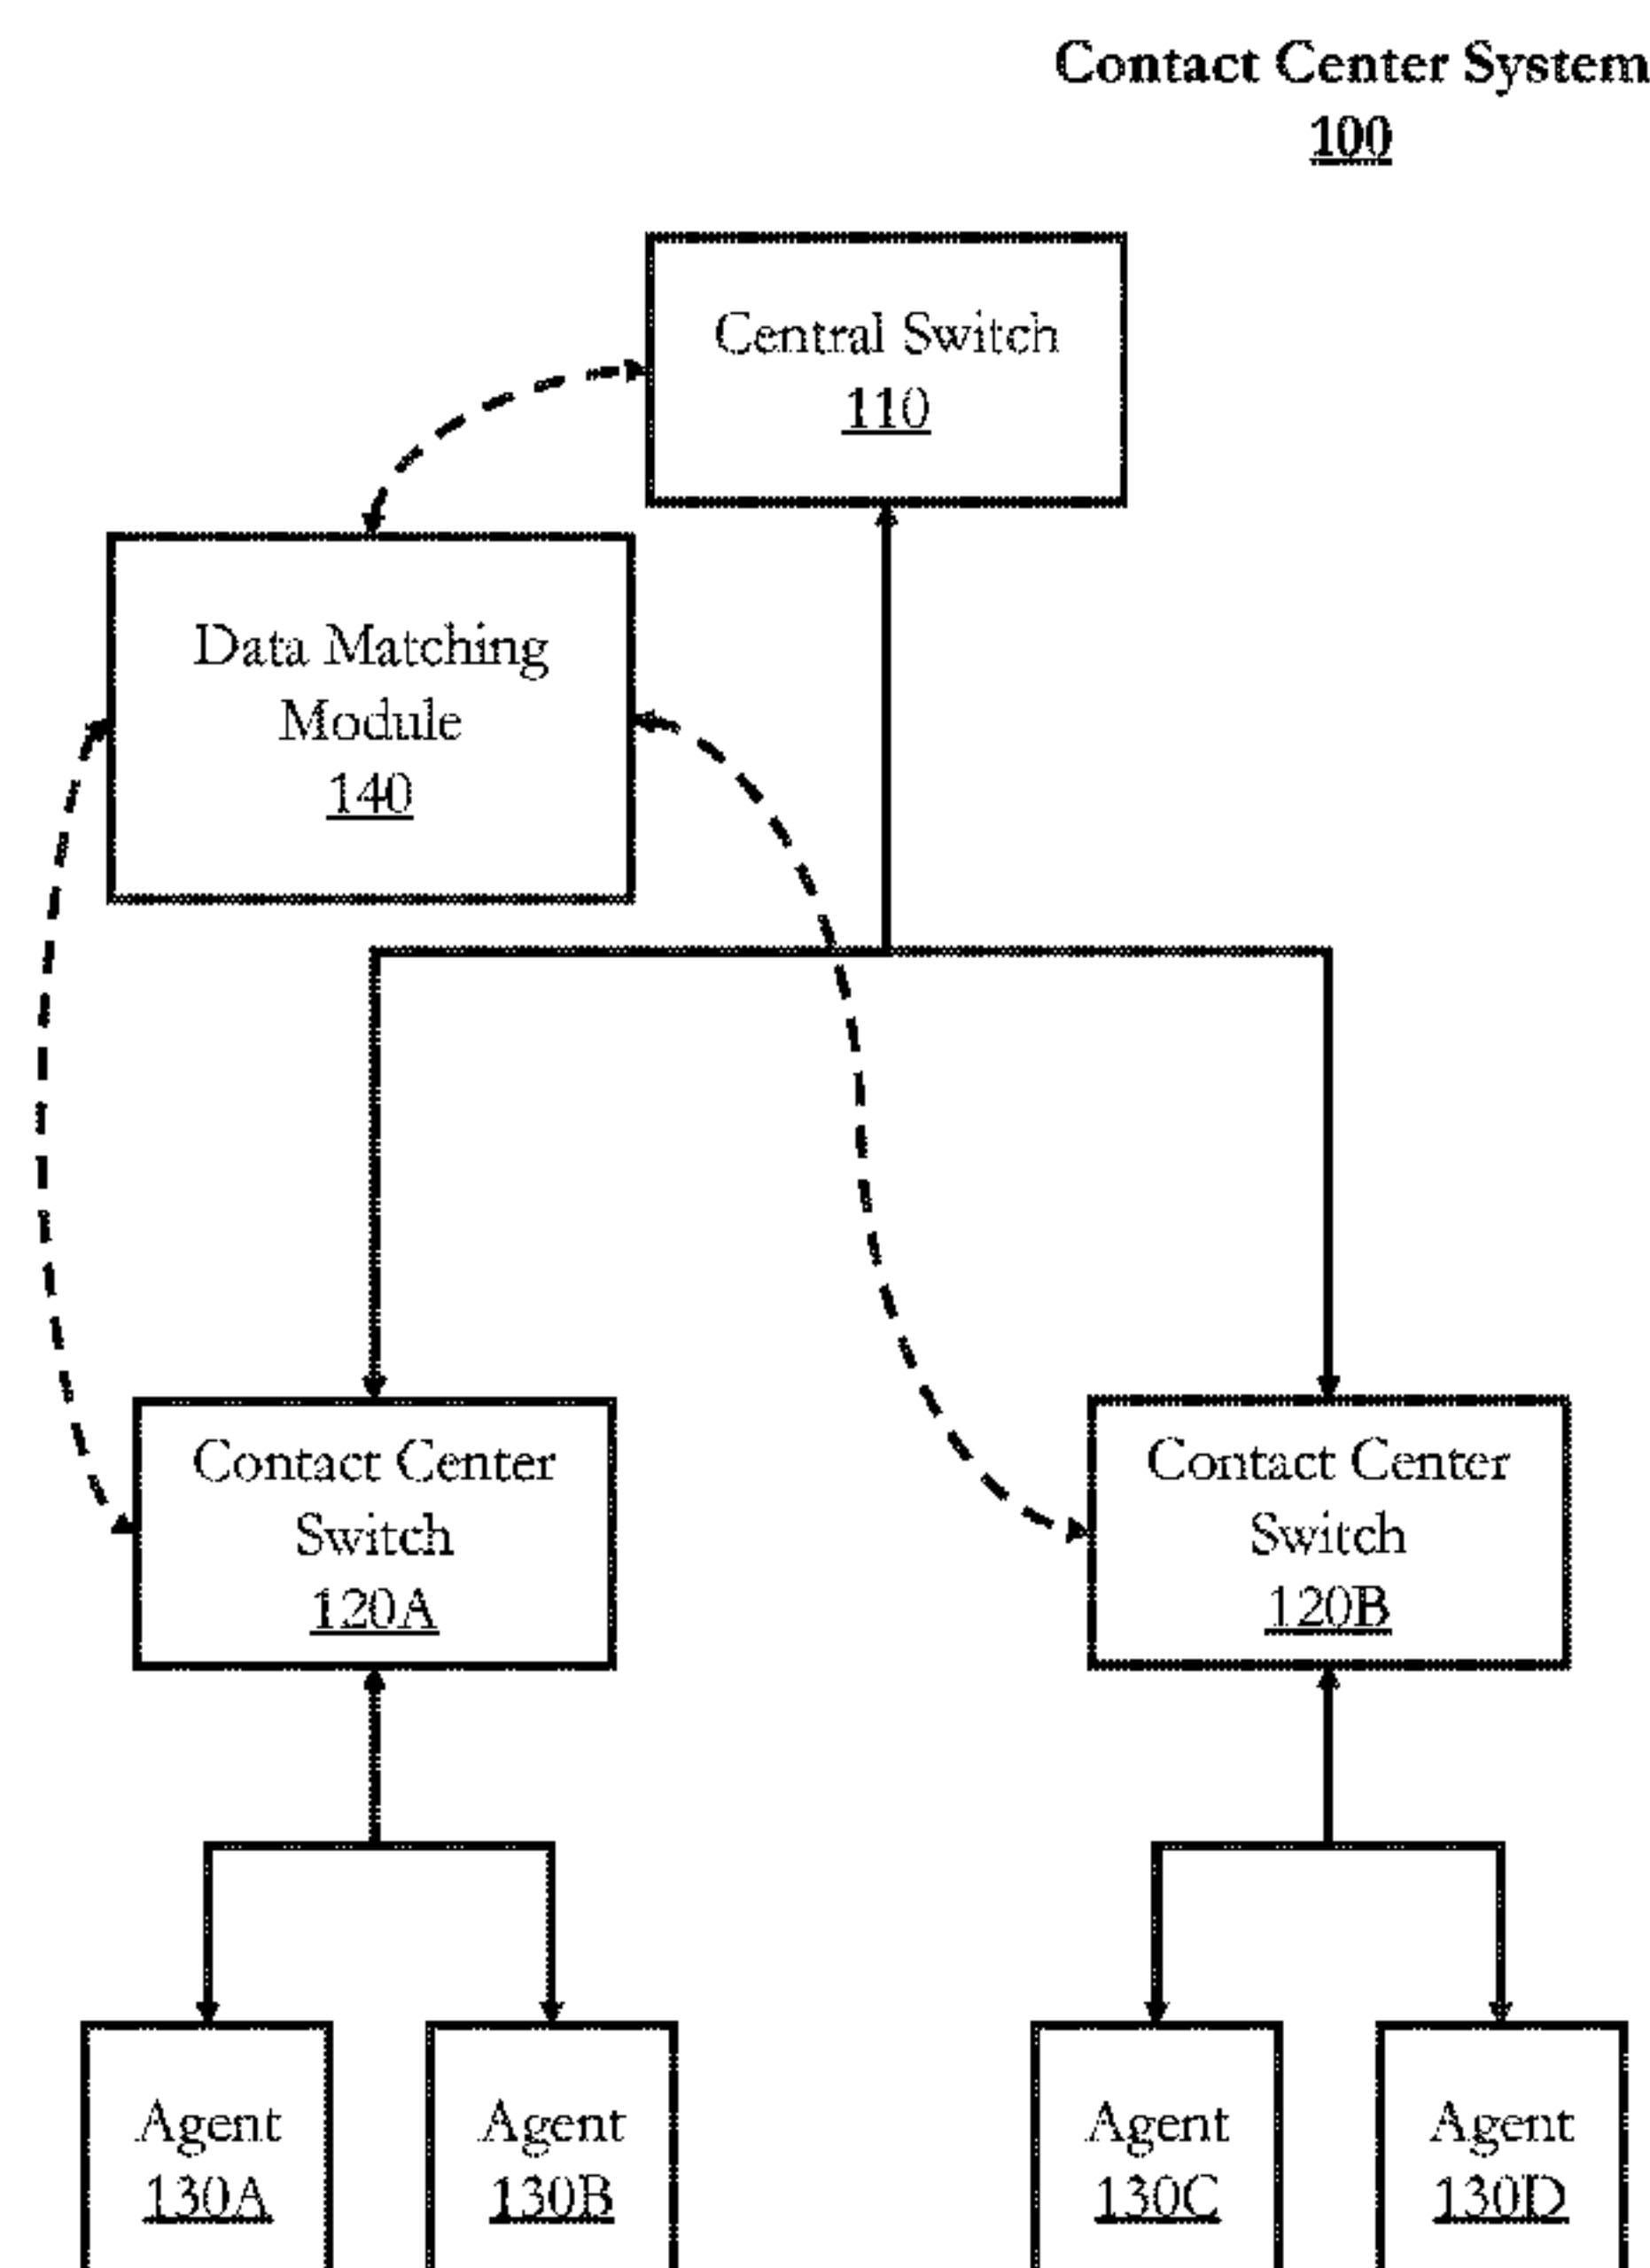 Contact Center System
100
Central Switch
110
Data Matching
Module
140
Contact Center
Switch
120A
Contact Center
Switch
120B
Agent
130A
Agent
130B
Agent
130C
Agent
130D